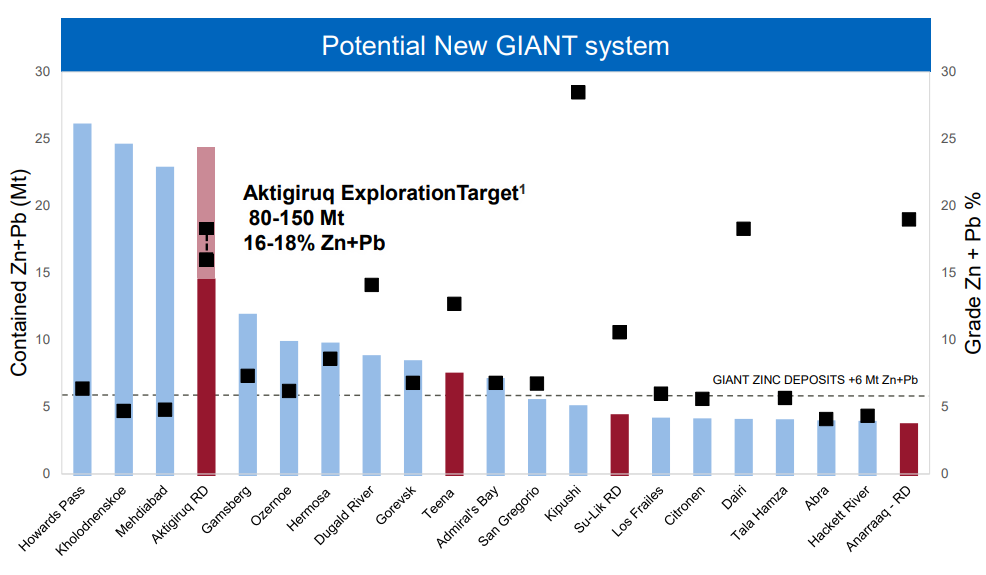 Potential New GIANT system
Contained Zn+Pb (Mt)
30
25
20
15
10
5
0
Aktigiruq ExplorationTarget¹
80-150 Mt
16-18% Zn+Pb
GIANT ZINC DEPOSITS +6 Mt Zn+Pb
30
25
20
15
10
5
0
Grade Zn + Pb %
Howards Pass
Kholodnenskoe
Mehdiabad
Aktigiruq RD
Gamsberg
Ozernoe
Hermosa
Dugald River
Gorevsk
Teena
Admiral's Bay
San Gregorio
Kipushi
Su-Lik RD
Los Frailes
Citronen
Dairi
Tala Hamza
Abra
Hackett River
Anarraaq - RD